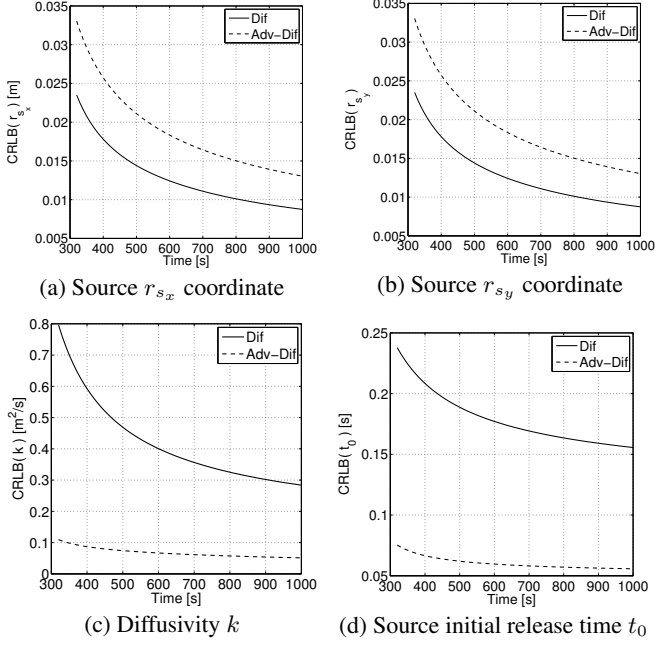 0.035
0.03
0.025
0.02
0.015
0.01
0.005
CRLB( r_{s_x} ) [m]
Dif
Adv−Dif
300 400 500 600 700 800 900 1000
Time [s]
(a) Source r_{s_x} coordinate
0.035
0.03
0.025
0.02
0.015
0.01
0.005
CRLB( r_{s_y} )
Dif
Adv−Dif
300 400 500 600 700 800 900 1000
Time [s]
(b) Source r_{s_y} coordinate
0.8
0.7
0.6
0.5
0.4
0.3
0.2
0.1
0
CRLB( k ) [m²/s]
Dif
Adv−Dif
300 400 500 600 700 800 900 1000
Time [s]
(c) Diffusivity k
0.25
0.2
0.15
0.1
0.05
CRLB( t_0 ) [s]
Dif
Adv−Dif
300 400 500 600 700 800 900 1000
Time [s]
(d) Source initial release time t_0